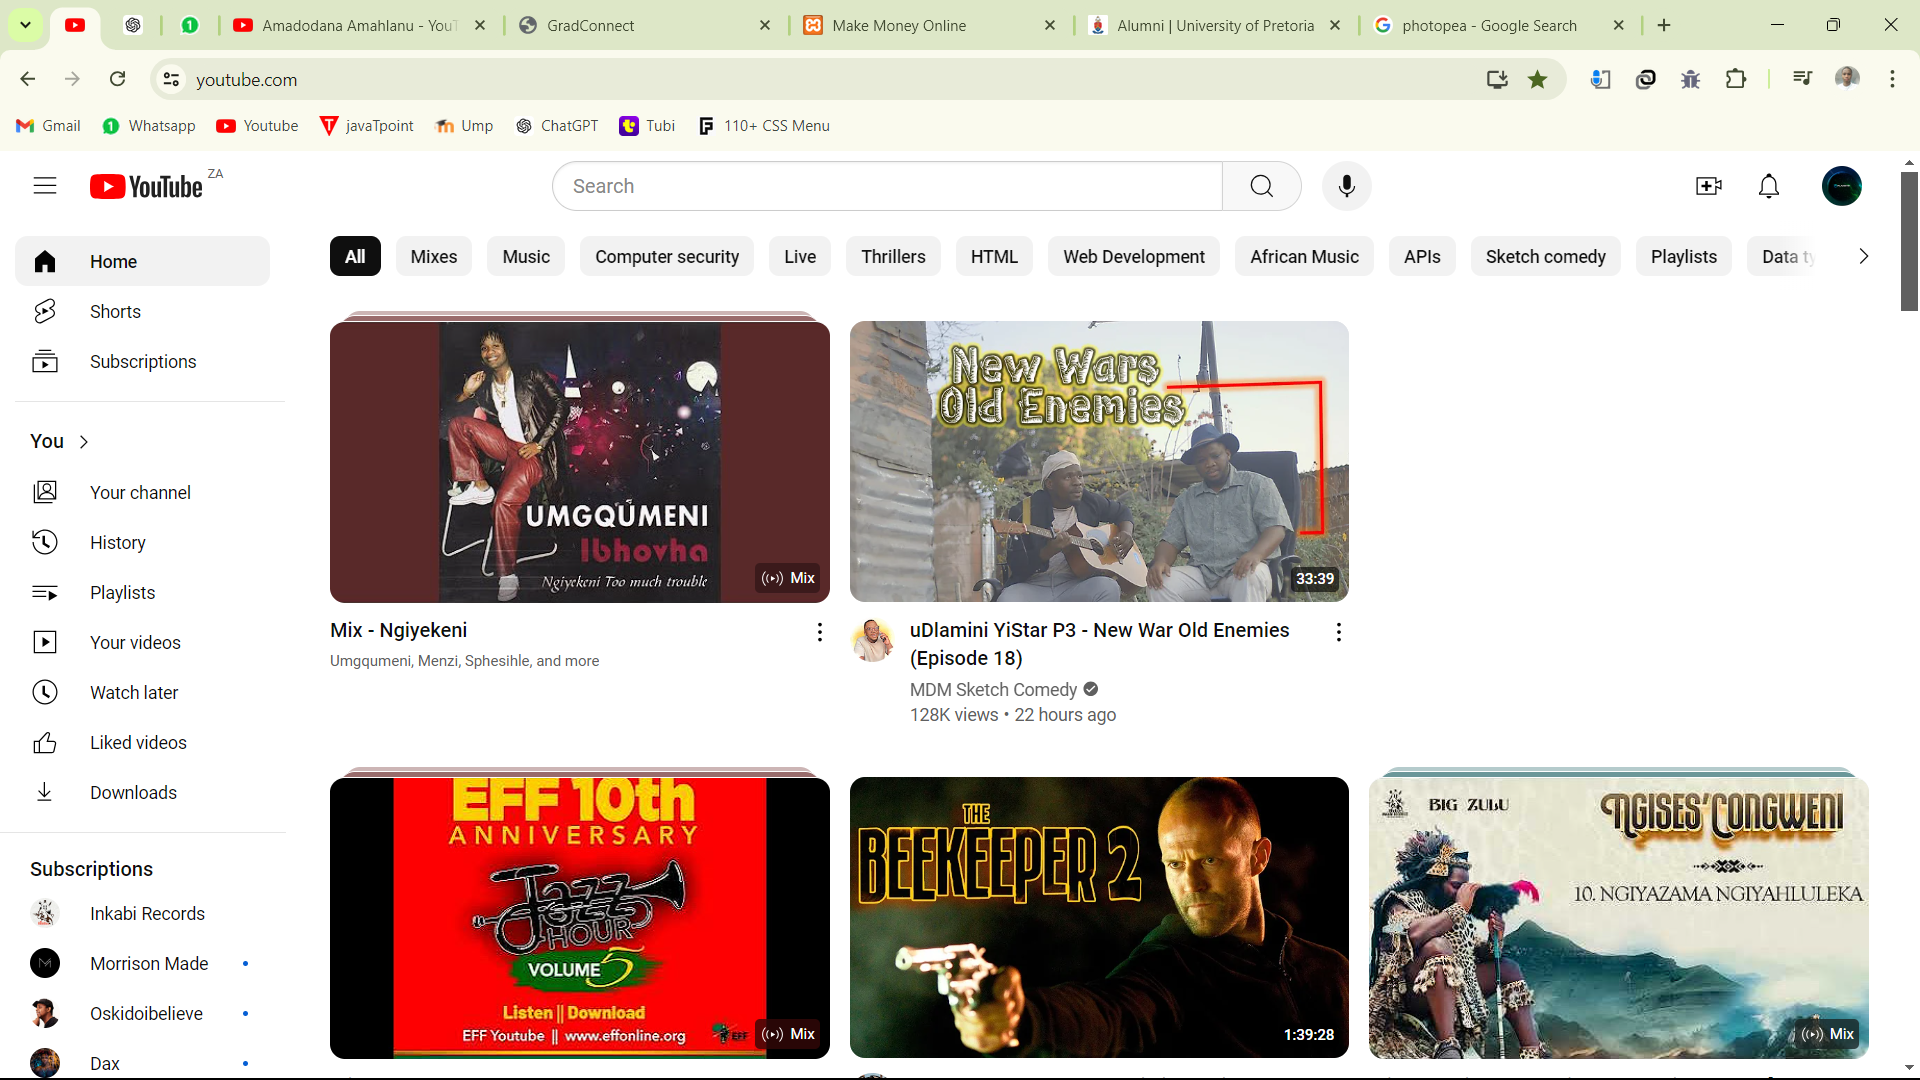 Amadodana Amahlanu - YouT
GradConnect
Make Money Online
Alumni | University of Pretoria
photopea - Google Search
youtube.com
Gmail
Whatsapp
Youtube
javaTpoint
Ump
ChatGPT
Tubi
110+ CSS Menu
YouTube ZA
Search
Home
Shorts
Subscriptions
You
Your channel
History
Playlists
Your videos
Watch later
Liked videos
Downloads
Subscriptions
Inkabi Records
Morrison Made
Oskidoibelieve
Dax
All
Mixes
Music
Computer security
Live
Thrillers
HTML
Web Development
African Music
APIs
Sketch comedy
Playlists
Data ty
UMGQUMENI
Ibhovha
Ngiyekeni Too much trouble
Mix
Mix - Ngiyekeni
Umgqumeni, Menzi, Sphesihle, and more
New Wars
Old Enemies
33:39
uDlamini YiStar P3 - New War Old Enemies
(Episode 18)
MDM Sketch Comedy
128K views • 22 hours ago
EFF 10th
ANNIVERSARY
Jazz
HOUR
VOLUME 5
Listen || Download
EFF Youtube || www.effonline.org
EFF
Mix
THE
BEEKEEPER 2
1:39:28
BIG ZULU
NGISES'CONGWENI
10. NGIYAZAMA NGIYAHLULEKA
Mix